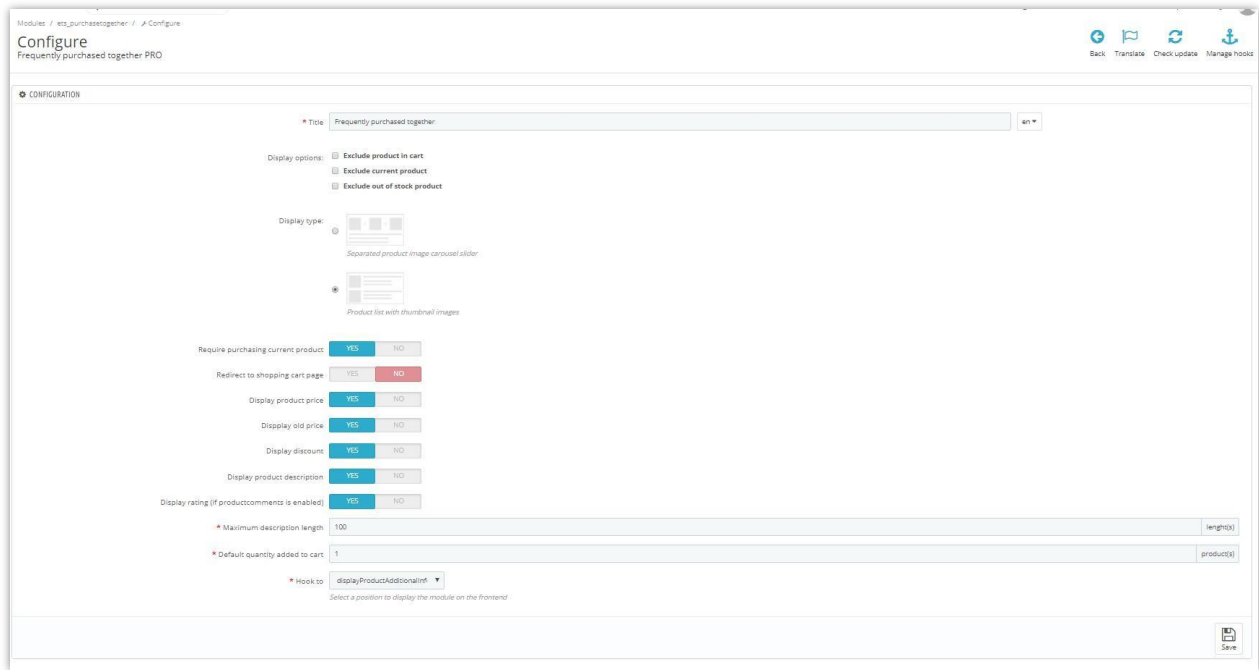 Modules / ets_purchasetogether / Configure
Configure
Frequently purchased together PRO
Back Translate Check update Manage hooks
CONFIGURATION
* Title Frequently purchased together en
Display options: Exclude product in cart
Exclude current product
Exclude out of stock product
Display type:
Separated product image carousel slider
Product list with thumbnail images
Require purchasing current product YES NO
Redirect to shopping cart page YES NO
Display product price YES NO
Dispplay old price YES NO
Display discount YES NO
Display product description YES NO
Display rating (if productcomments is enabled) YES NO
* Maximum description length 100 lenght(s)
* Default quantity added to cart 1 product(s)
* Hook to displayProductAdditionalInf
Select a position to display the module on the frontend
Save